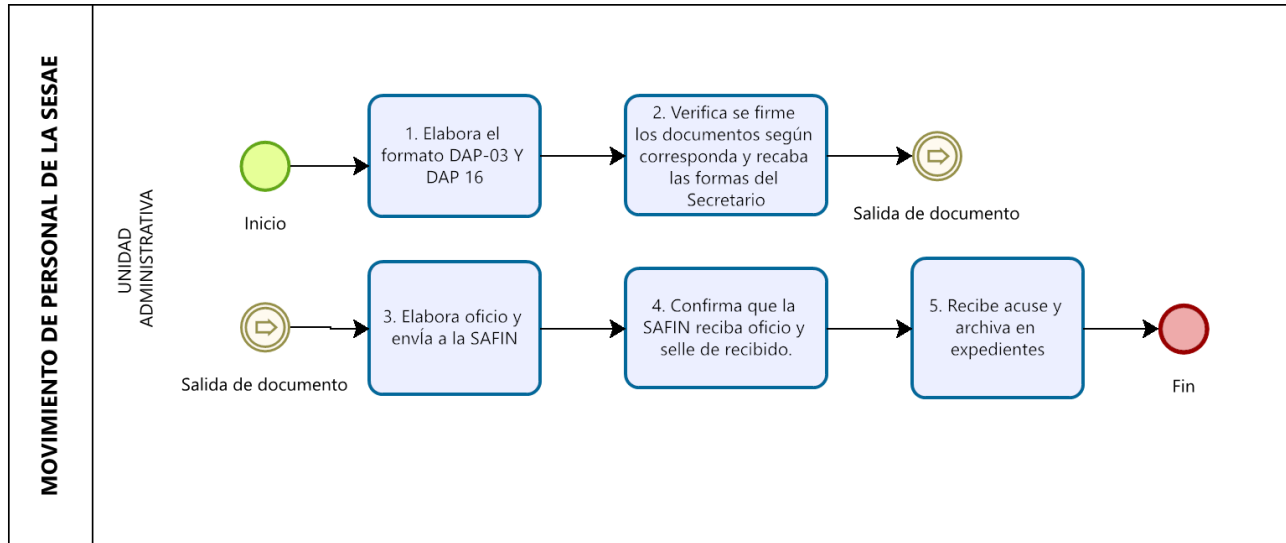 MOVIMIENTO DE PERSONAL DE LA SESAE
UNIDAD
ADMINISTRATIVA
Inicio
1. Elabora el
formato DAP-03 Y
DAP 16
2. Verifica se firme
los documentos según
corresponda y recaba
las formas del
Secretario
Salida de documento
Salida de documento
3. Elabora oficio y
envÍa a la SAFIN
4. Confirma que la
SAFIN reciba oficio y
selle de recibido.
5. Recibe acuse y
archiva en
expedientes
Fin